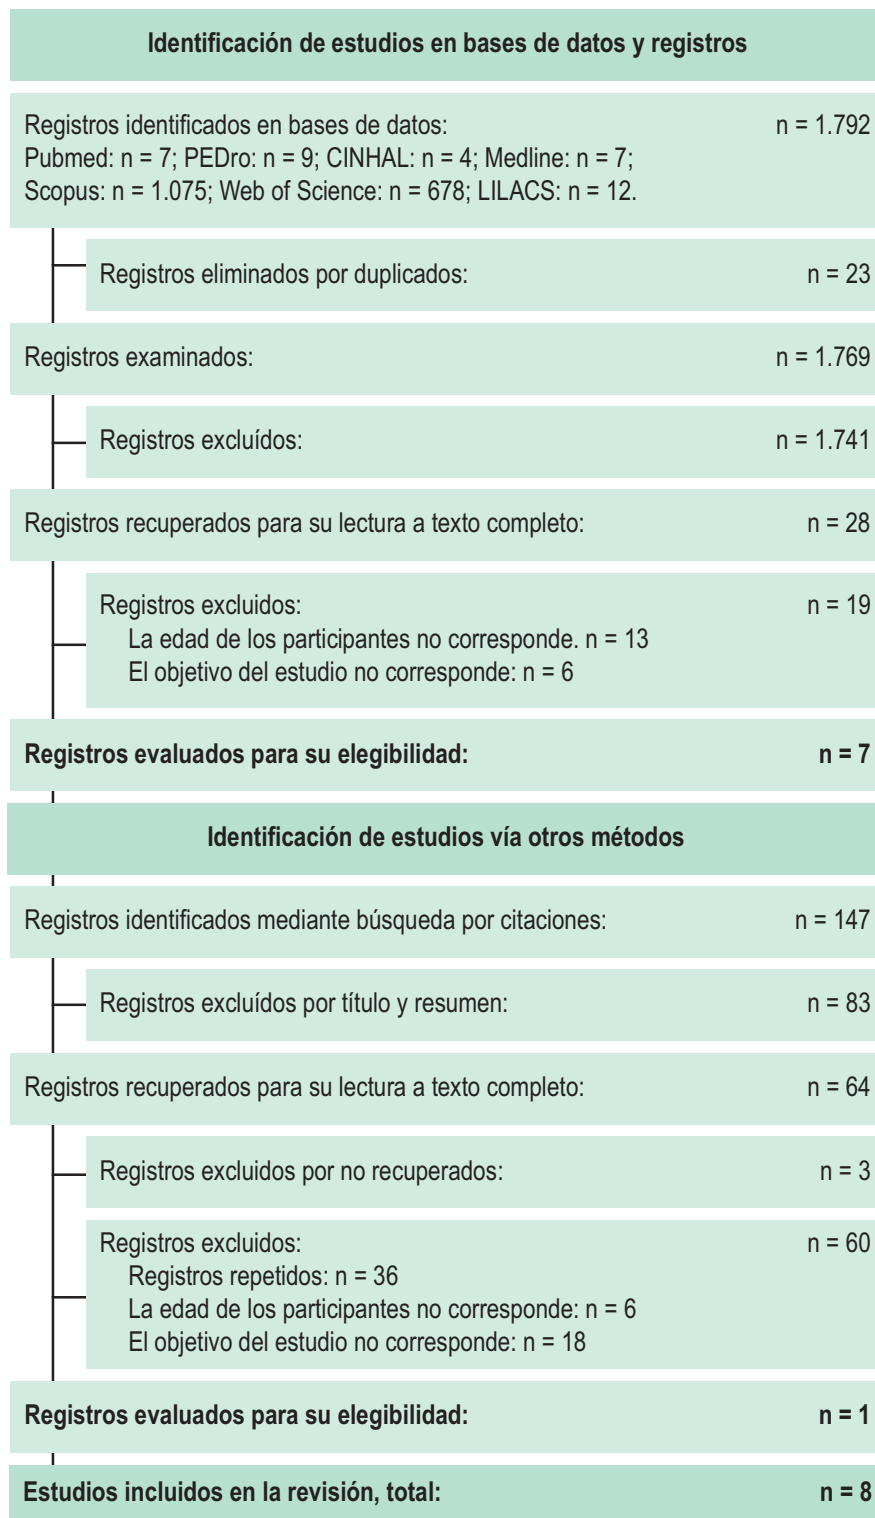 Identificación de estudios en bases de datos y registros
Registros identificados en bases de datos: n = 1.792
Pubmed: n = 7; PEDro: n = 9; CINHAL: n = 4; Medline: n = 7;
Scopus: n = 1.075; Web of Science: n = 678; LILACS: n = 12.
Registros eliminados por duplicados: n = 23
Registros examinados: n = 1.769
Registros excluídos: n = 1.741
Registros recuperados para su lectura a texto completo: n = 28
Registros excluidos: n = 19
La edad de los participantes no corresponde. n = 13
El objetivo del estudio no corresponde: n = 6
Registros evaluados para su elegibilidad: n = 7
Identificación de estudios vía otros métodos
Registros identificados mediante búsqueda por citaciones: n = 147
Registros excluídos por título y resumen: n = 83
Registros recuperados para su lectura a texto completo: n = 64
Registros excluidos por no recuperados: n = 3
Registros excluidos: n = 60
Registros repetidos: n = 36
La edad de los participantes no corresponde: n = 6
El objetivo del estudio no corresponde: n = 18
Registros evaluados para su elegibilidad: n = 1
Estudios incluidos en la revisión, total: n = 8